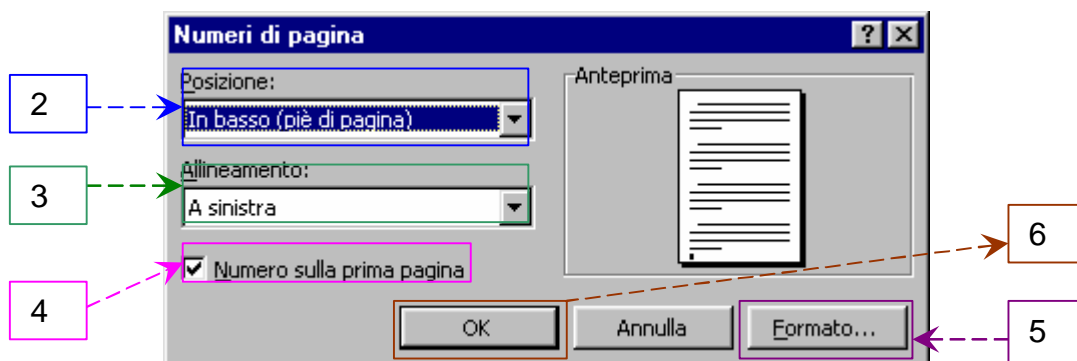 Numeri di pagina
2
Posizione:
Anteprima
In basso (piè di pagina)
3
Allineamento:
A sinistra
6
4
Numero sulla prima pagina
OK
Annulla
Formato...
5